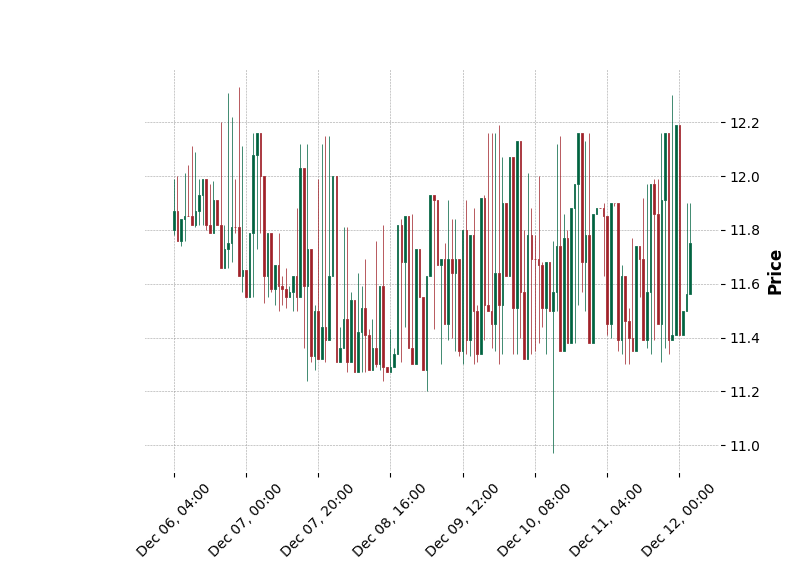 12.2
12.0
11.8
11.6
11.4
11.2
11.0
Price
Dec 06, 04:00
Dec 07, 00:00
Dec 07, 20:00
Dec 08, 16:00
Dec 09, 12:00
Dec 10, 08:00
Dec 11, 04:00
Dec 12, 00:00